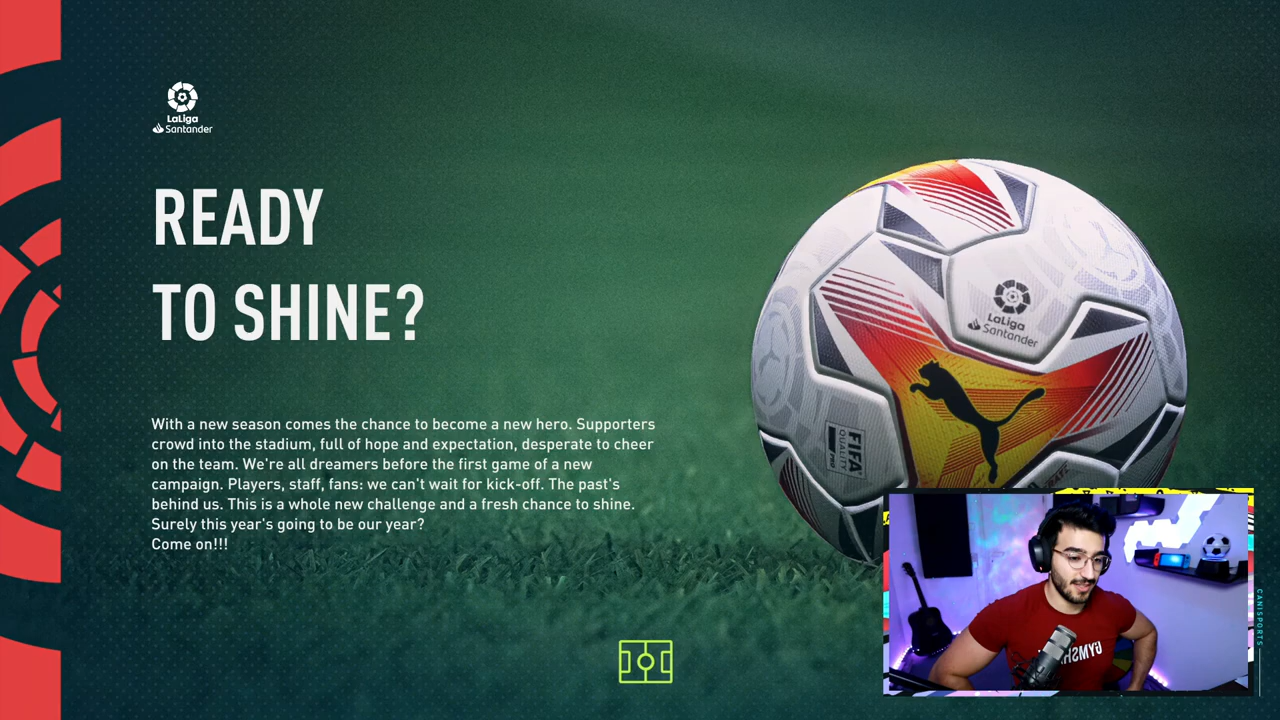 LaLiga
Santander
READY
TO SHINE?
With a new season comes the chance to become a new hero. Supporters
crowd into the stadium, full of hope and expectation, desperate to cheer
on the team. We're all dreamers before the first game of a new
campaign. Players, staff, fans: we can't wait for kick-off. The past's
behind us. This is a whole new challenge and a fresh chance to shine.
Surely this year's going to be our year?
Come on!!!
LaLiga
Santander
FIFA
QUALITY
PRO
GYMSH
CANISPORTS